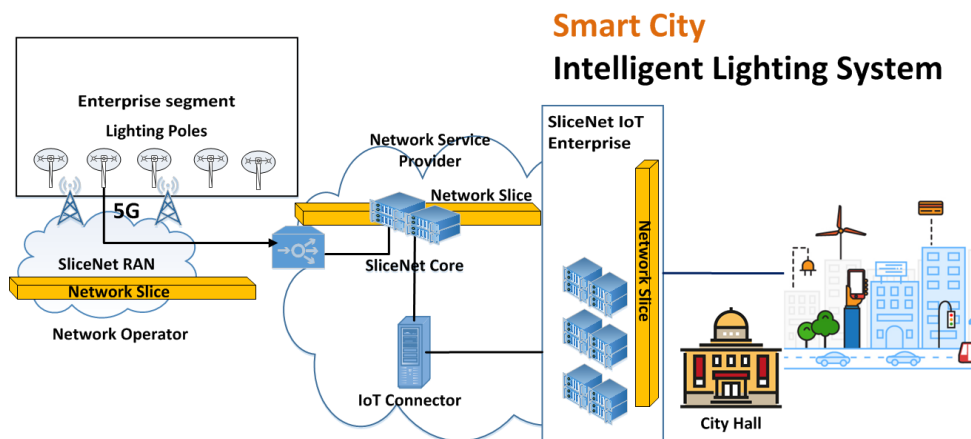 Smart City
Intelligent Lighting System
Enterprise segment
Lighting Poles
5G
SliceNet RAN
Network Slice
Network Operator
Network Service
Provider
Network Slice
SliceNet Core
IoT Connector
SliceNet IoT
Enterprise
Network Slice
City Hall